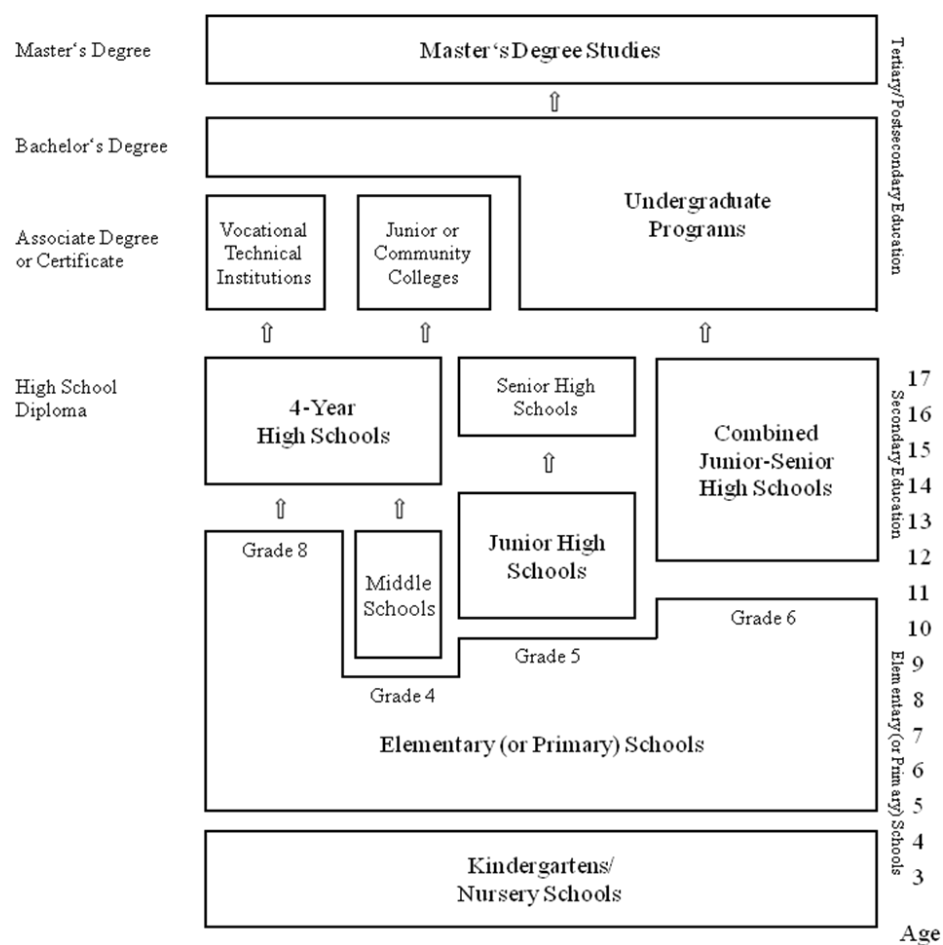 Master‘s Degree
Master‘s Degree Studies
Tertiary/Postsecondary Education
Bachelor‘s Degree
Undergraduate
Programs
Associate Degree
or Certificate
Vocational
Technical
Institutions
Junior or
Community
Colleges
High School
Diploma
4-Year
High Schools
Senior High
Schools
Combined
Junior-Senior
High Schools
Secondary Education
17
16
15
14
13
12
11
10
9
8
7
6
5
4
3
Age
Grade 8
Middle
Schools
Junior High
Schools
Grade 4
Grade 5
Grade 6
Elementary (or Primary) Schools
Elementary (or Primary) Schools
Kindergartens/
Nursery Schools